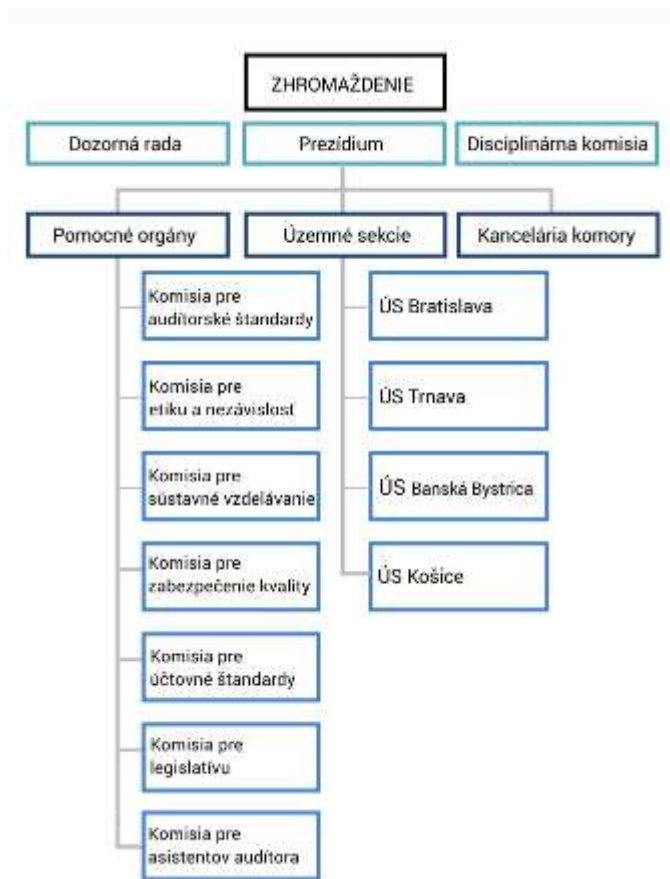 ZHROMAŽDENIE
Dozorná rada
Prezídium
Disciplinárna komisia
Pomocné orgány
Územné sekcie
Kancelária komory
Komisia pre
audítorské štandardy
Komisia pre
etiku a nezávislosť
Komisia pre
sústavné vzdelávanie
Komisia pre
zabezpečenie kvality
Komisia pre
účtovné štandardy
Komisia pre
legislatívu
Komisia pre
asistentov audítora
ÚS Bratislava
ÚS Trnava
ÚS Banská Bystrica
ÚS Košice